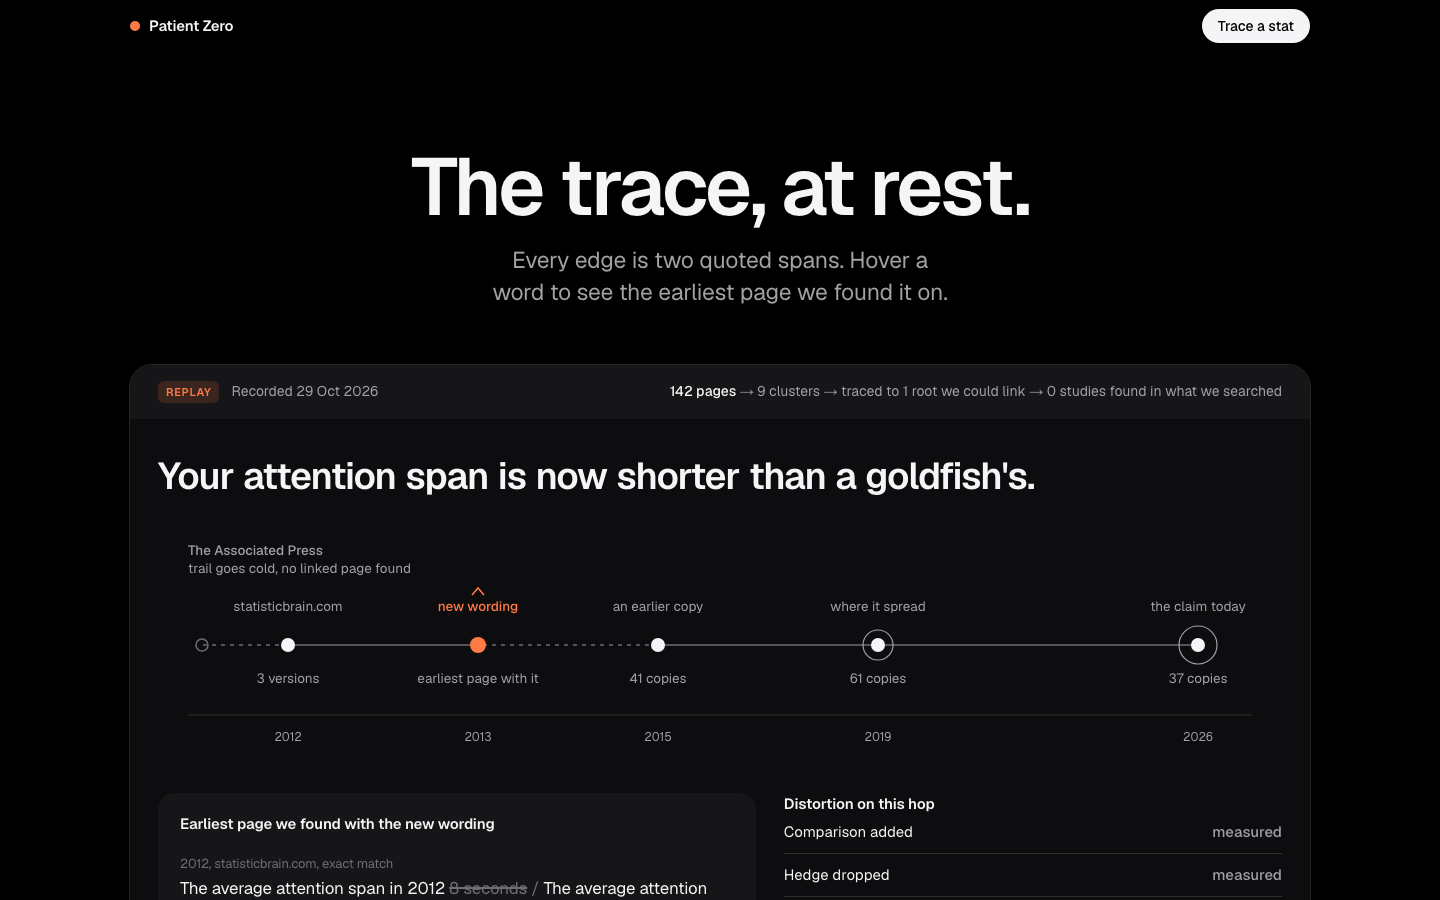 Patient Zero
Trace a stat
The trace, at rest.
Every edge is two quoted spans. Hover a
word to see the earliest page we found it on.
REPLAY
Recorded 29 Oct 2026
142 pages → 9 clusters → traced to 1 root we could link → 0 studies found in what we searched
Your attention span is now shorter than a goldfish's.
The Associated Press
trail goes cold, no linked page found
statisticbrain.com
new wording
an earlier copy
where it spread
the claim today
3 versions
earliest page with it
41 copies
61 copies
37 copies
2012
2013
2015
2019
2026
Earliest page we found with the new wording
2012, statisticbrain.com, exact match
The average attention span in 2012 8 seconds / The average attention
Distortion on this hop
Comparison added
measured
Hedge dropped
measured